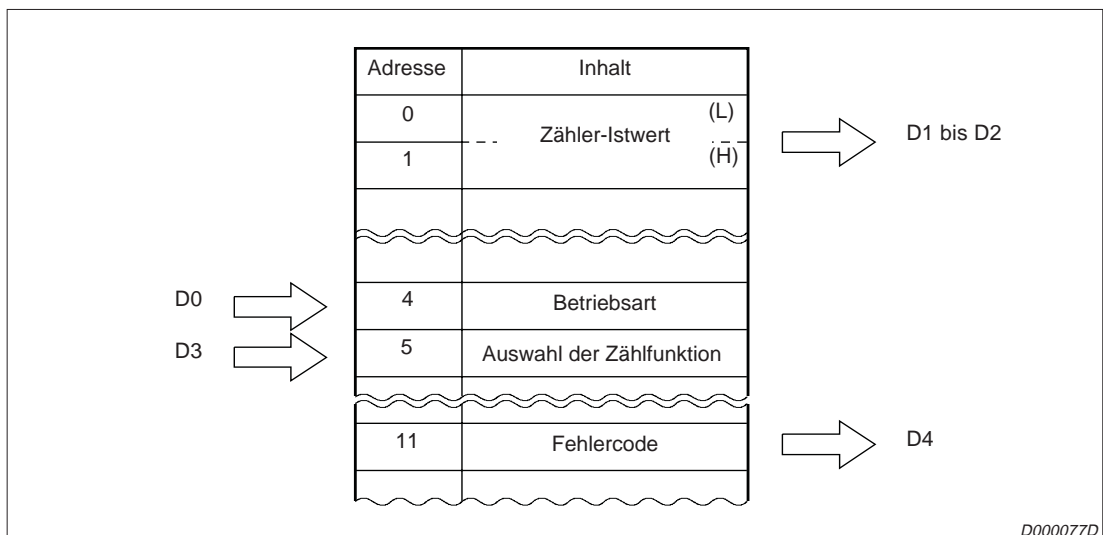 Adresse Inhalt
0 (L)
Zähler-Istwert D1 bis D2
1 (H)
D0 4 Betriebsart
D3 5 Auswahl der Zählfunktion
11 Fehlercode D4
D000077D